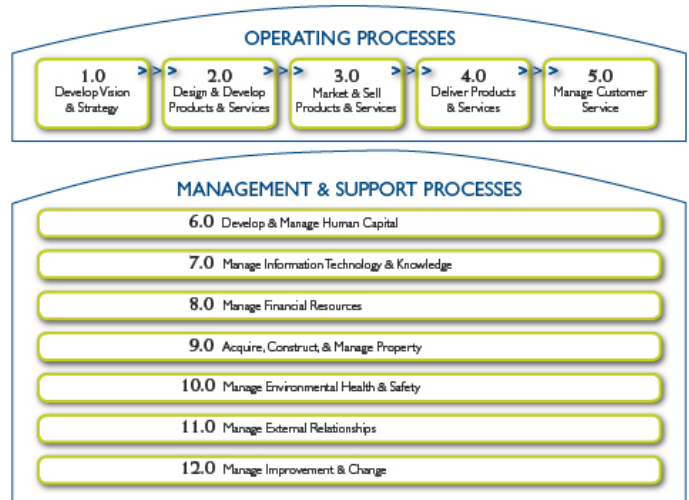 OPERATING PROCESSES
1.0 > > > 2.0 > > > 3.0 > > > 4.0 > > > 5.0
Develop Vision
& Strategy
Design & Develop
Products & Services
Market & Sell
Products & Services
Deliver Products
& Services
Manage Customer
Service
MANAGEMENT & SUPPORT PROCESSES
6.0 Develop & Manage Human Capital
7.0 Manage Information Technology & Knowledge
8.0 Manage Financial Resources
9.0 Acquire, Construct, & Manage Property
10.0 Manage Environmental Health & Safety
11.0 Manage External Relationships
12.0 Manage Improvement & Change